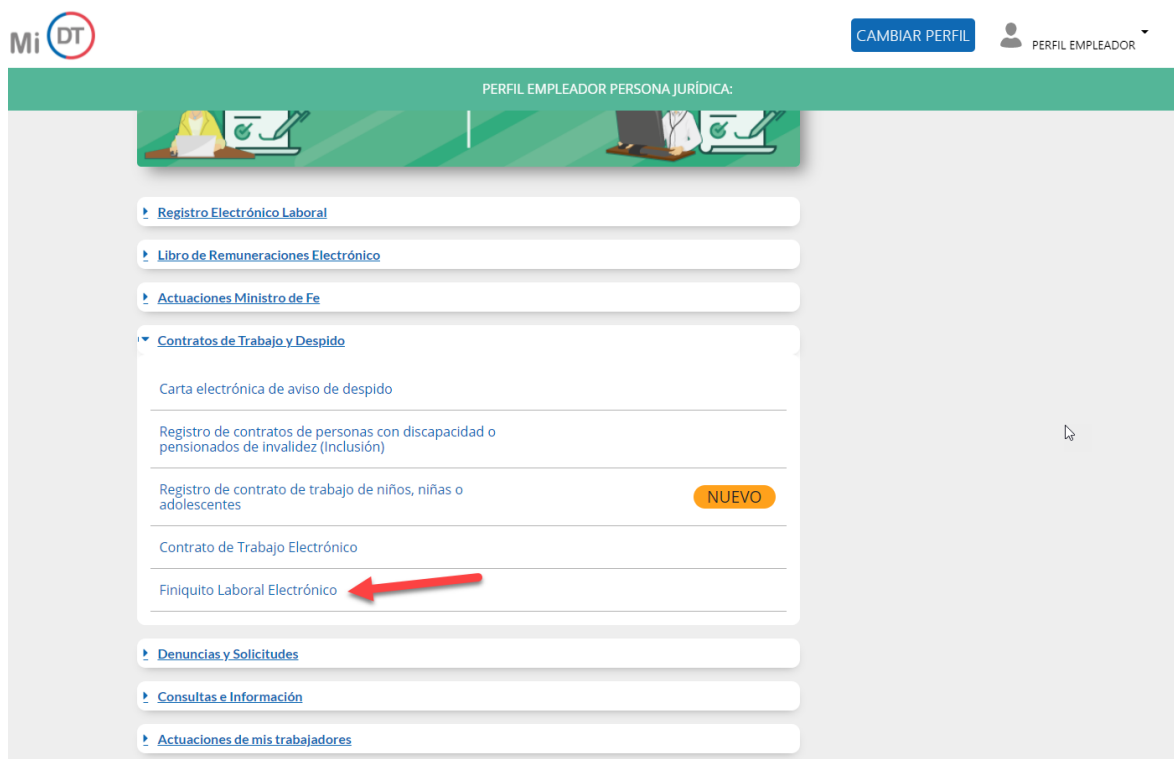 Mi DT
CAMBIAR PERFIL
PERFIL EMPLEADOR
PERFIL EMPLEADOR PERSONA JURÍDICA:
Registro Electrónico Laboral
Libro de Remuneraciones Electrónico
Actuaciones Ministro de Fe
Contratos de Trabajo y Despido
Carta electrónica de aviso de despido
Registro de contratos de personas con discapacidad o
pensionados de invalidez (Inclusión)
Registro de contrato de trabajo de niños, niñas o
adolescentes
NUEVO
Contrato de Trabajo Electrónico
Finiquito Laboral Electrónico
Denuncias y Solicitudes
Consultas e Información
Actuaciones de mis trabajadores